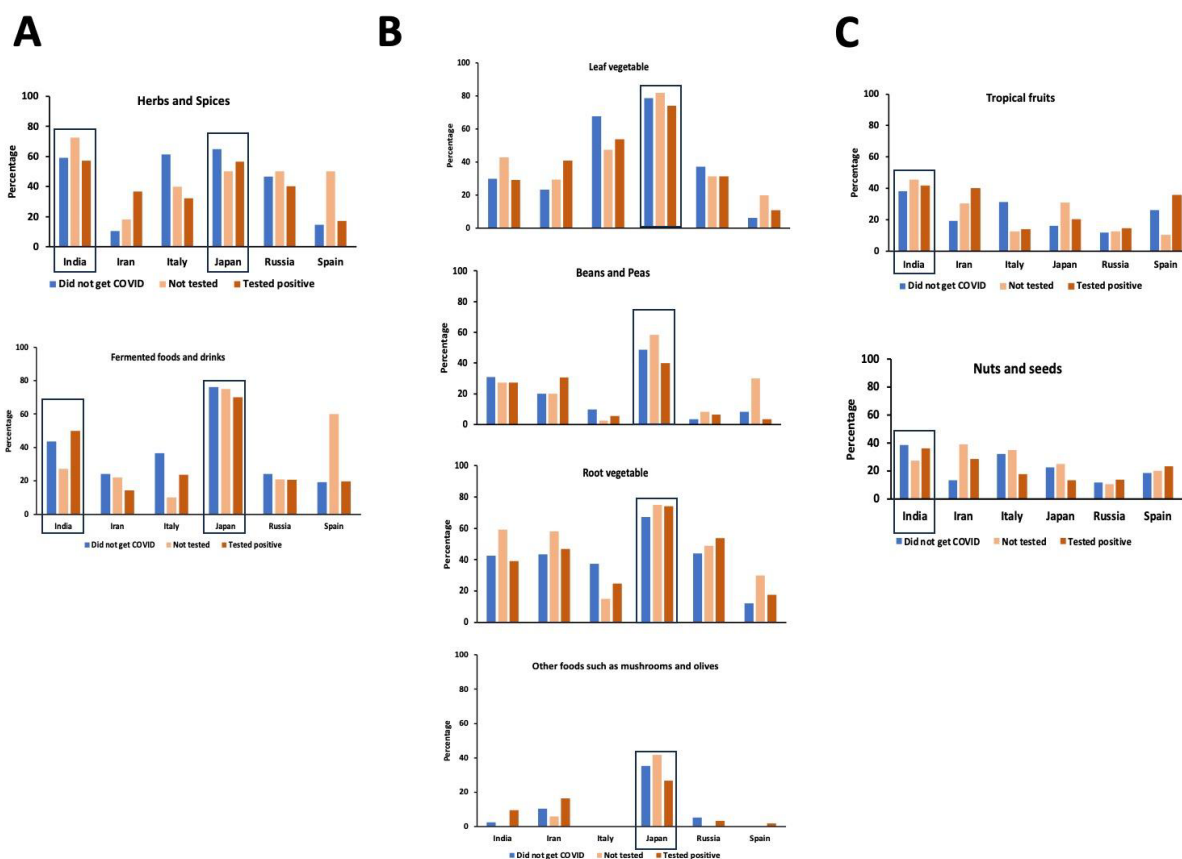 A
Herbs and Spices
Percentage
100
80
60
40
20
0
India Iran Italy Japan Russia Spain
Did not get COVID Not tested Tested positive
Fermented foods and drinks
Percentage
100
80
60
40
20
0
India Iran Italy Japan Russia Spain
Did not get COVID Not tested Tested positive
B
Leaf vegetable
Percentage
100
80
60
40
20
0
Beans and Peas
Percentage
100
80
60
40
20
0
Root vegetable
Percentage
100
80
60
40
20
0
Other foods such as mushrooms and olives
Percentage
100
80
60
40
20
0
India Iran Italy Japan Russia Spain
Did not get COVID Not tested Tested positive
C
Tropical fruits
Percentage
100
80
60
40
20
0
India Iran Italy Japan Russia Spain
Did not get COVID Not tested Tested positive
Nuts and seeds
Percentage
100
80
60
40
20
0
India Iran Italy Japan Russia Spain
Did not get COVID Not tested Tested positive